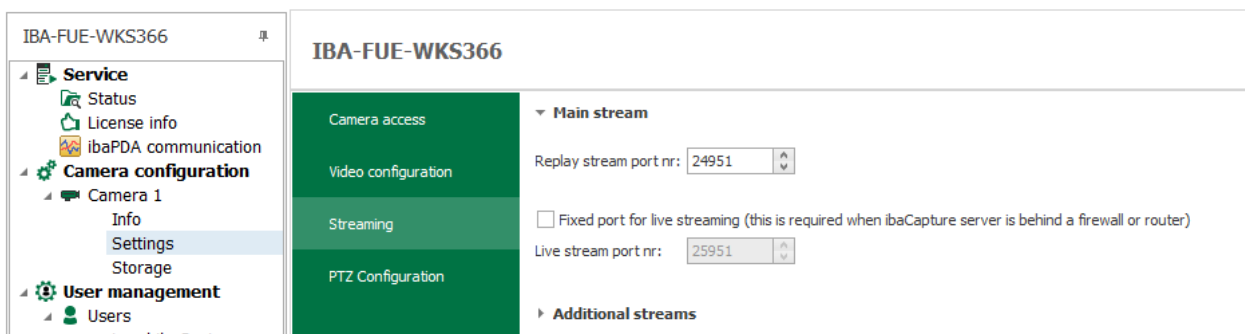 IBA-FUE-WKS366
Service
Status
License info
ibaPDA communication
Camera configuration
Camera 1
Info
Settings
Storage
User management
Users
IBA-FUE-WKS366
Camera access
Video configuration
Streaming
PTZ Configuration
Main stream
Replay stream port nr: 24951
Fixed port for live streaming (this is required when ibaCapture server is behind a firewall or router)
Live stream port nr: 25951
Additional streams